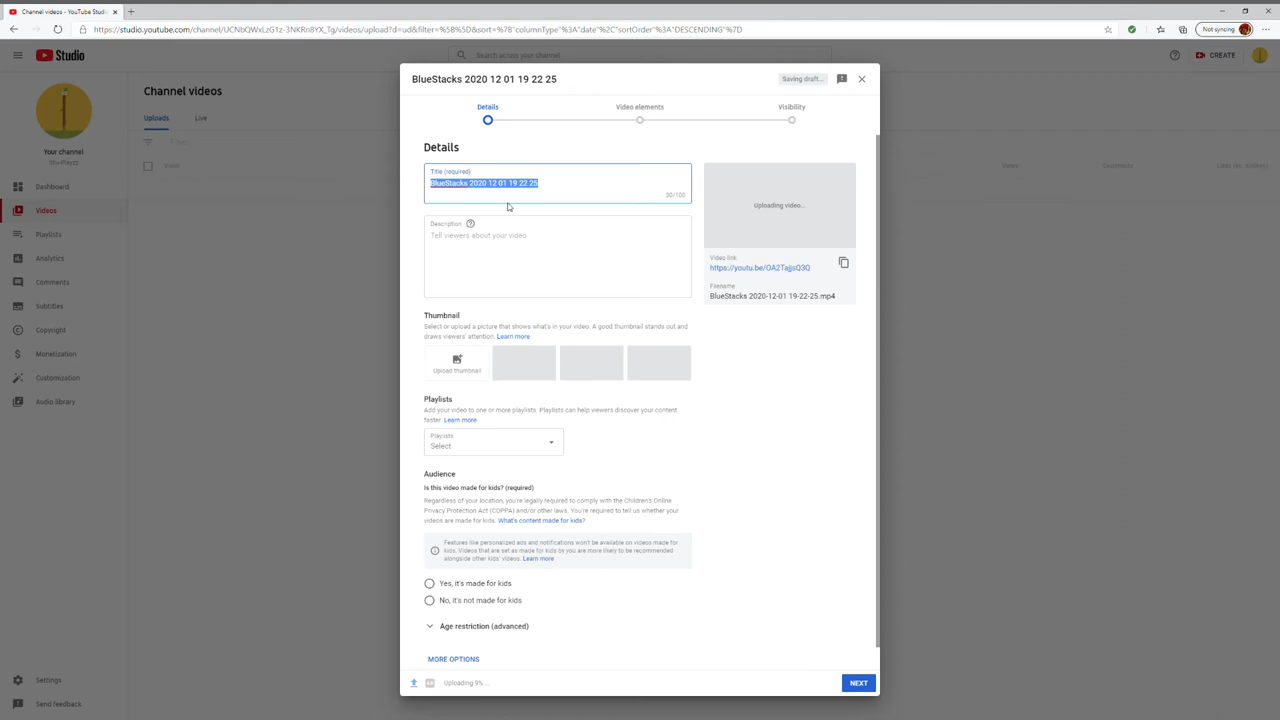 Channel videos - YouTube Stud
https://studio.youtube.com/channel/UCNbQWxLzG1z-3NKRn8YX_Tg/videos/upload?d=ud&filter=%5B%5D&sort=%7B"columnType"%3A"date"%2C"sortOrder"%3A"DESCENDING"%7D
Not syncing
Studio
Search across your channel
CREATE
Channel videos
Uploads
Live
Filter
Video
Views
Comments
Likes (vs. dislikes)
Your channel
Dashboard
Videos
Playlists
Analytics
Comments
Subtitles
Copyright
Monetization
Customization
Audio library
Settings
Send feedback
BlueStacks 2020 12 01 19 22 25
Saving draft...
Details
Video elements
Visibility
Details
Title (required)
BlueStacks 2020 12 01 19 22 25
30/100
Description
Tell viewers about your video
Uploading video...
Video link
https://youtu.be/OA2TajjsQ3Q
Filename
BlueStacks 2020-12-01 19-22-25.mp4
Thumbnail
Select or upload a picture that shows what's in your video. A good thumbnail stands out and
draws viewers' attention. Learn more
Upload thumbnail
Playlists
Add your video to one or more playlists. Playlists can help viewers discover your content
faster. Learn more
Playlists
Select
Audience
Is this video made for kids? (required)
Regardless of your location, you're legally required to comply with the Children's Online
Privacy Protection Act (COPPA) and/or other laws. You're required to tell us whether your
videos are made for kids. What's content made for kids?
Features like personalized ads and notifications won't be available on videos made for
kids. Videos that are set as made for kids by you are more likely to be recommended
alongside other kids' videos. Learn more
Yes, it's made for kids
No, it's not made for kids
Age restriction (advanced)
MORE OPTIONS
Uploading 9% ...
NEXT